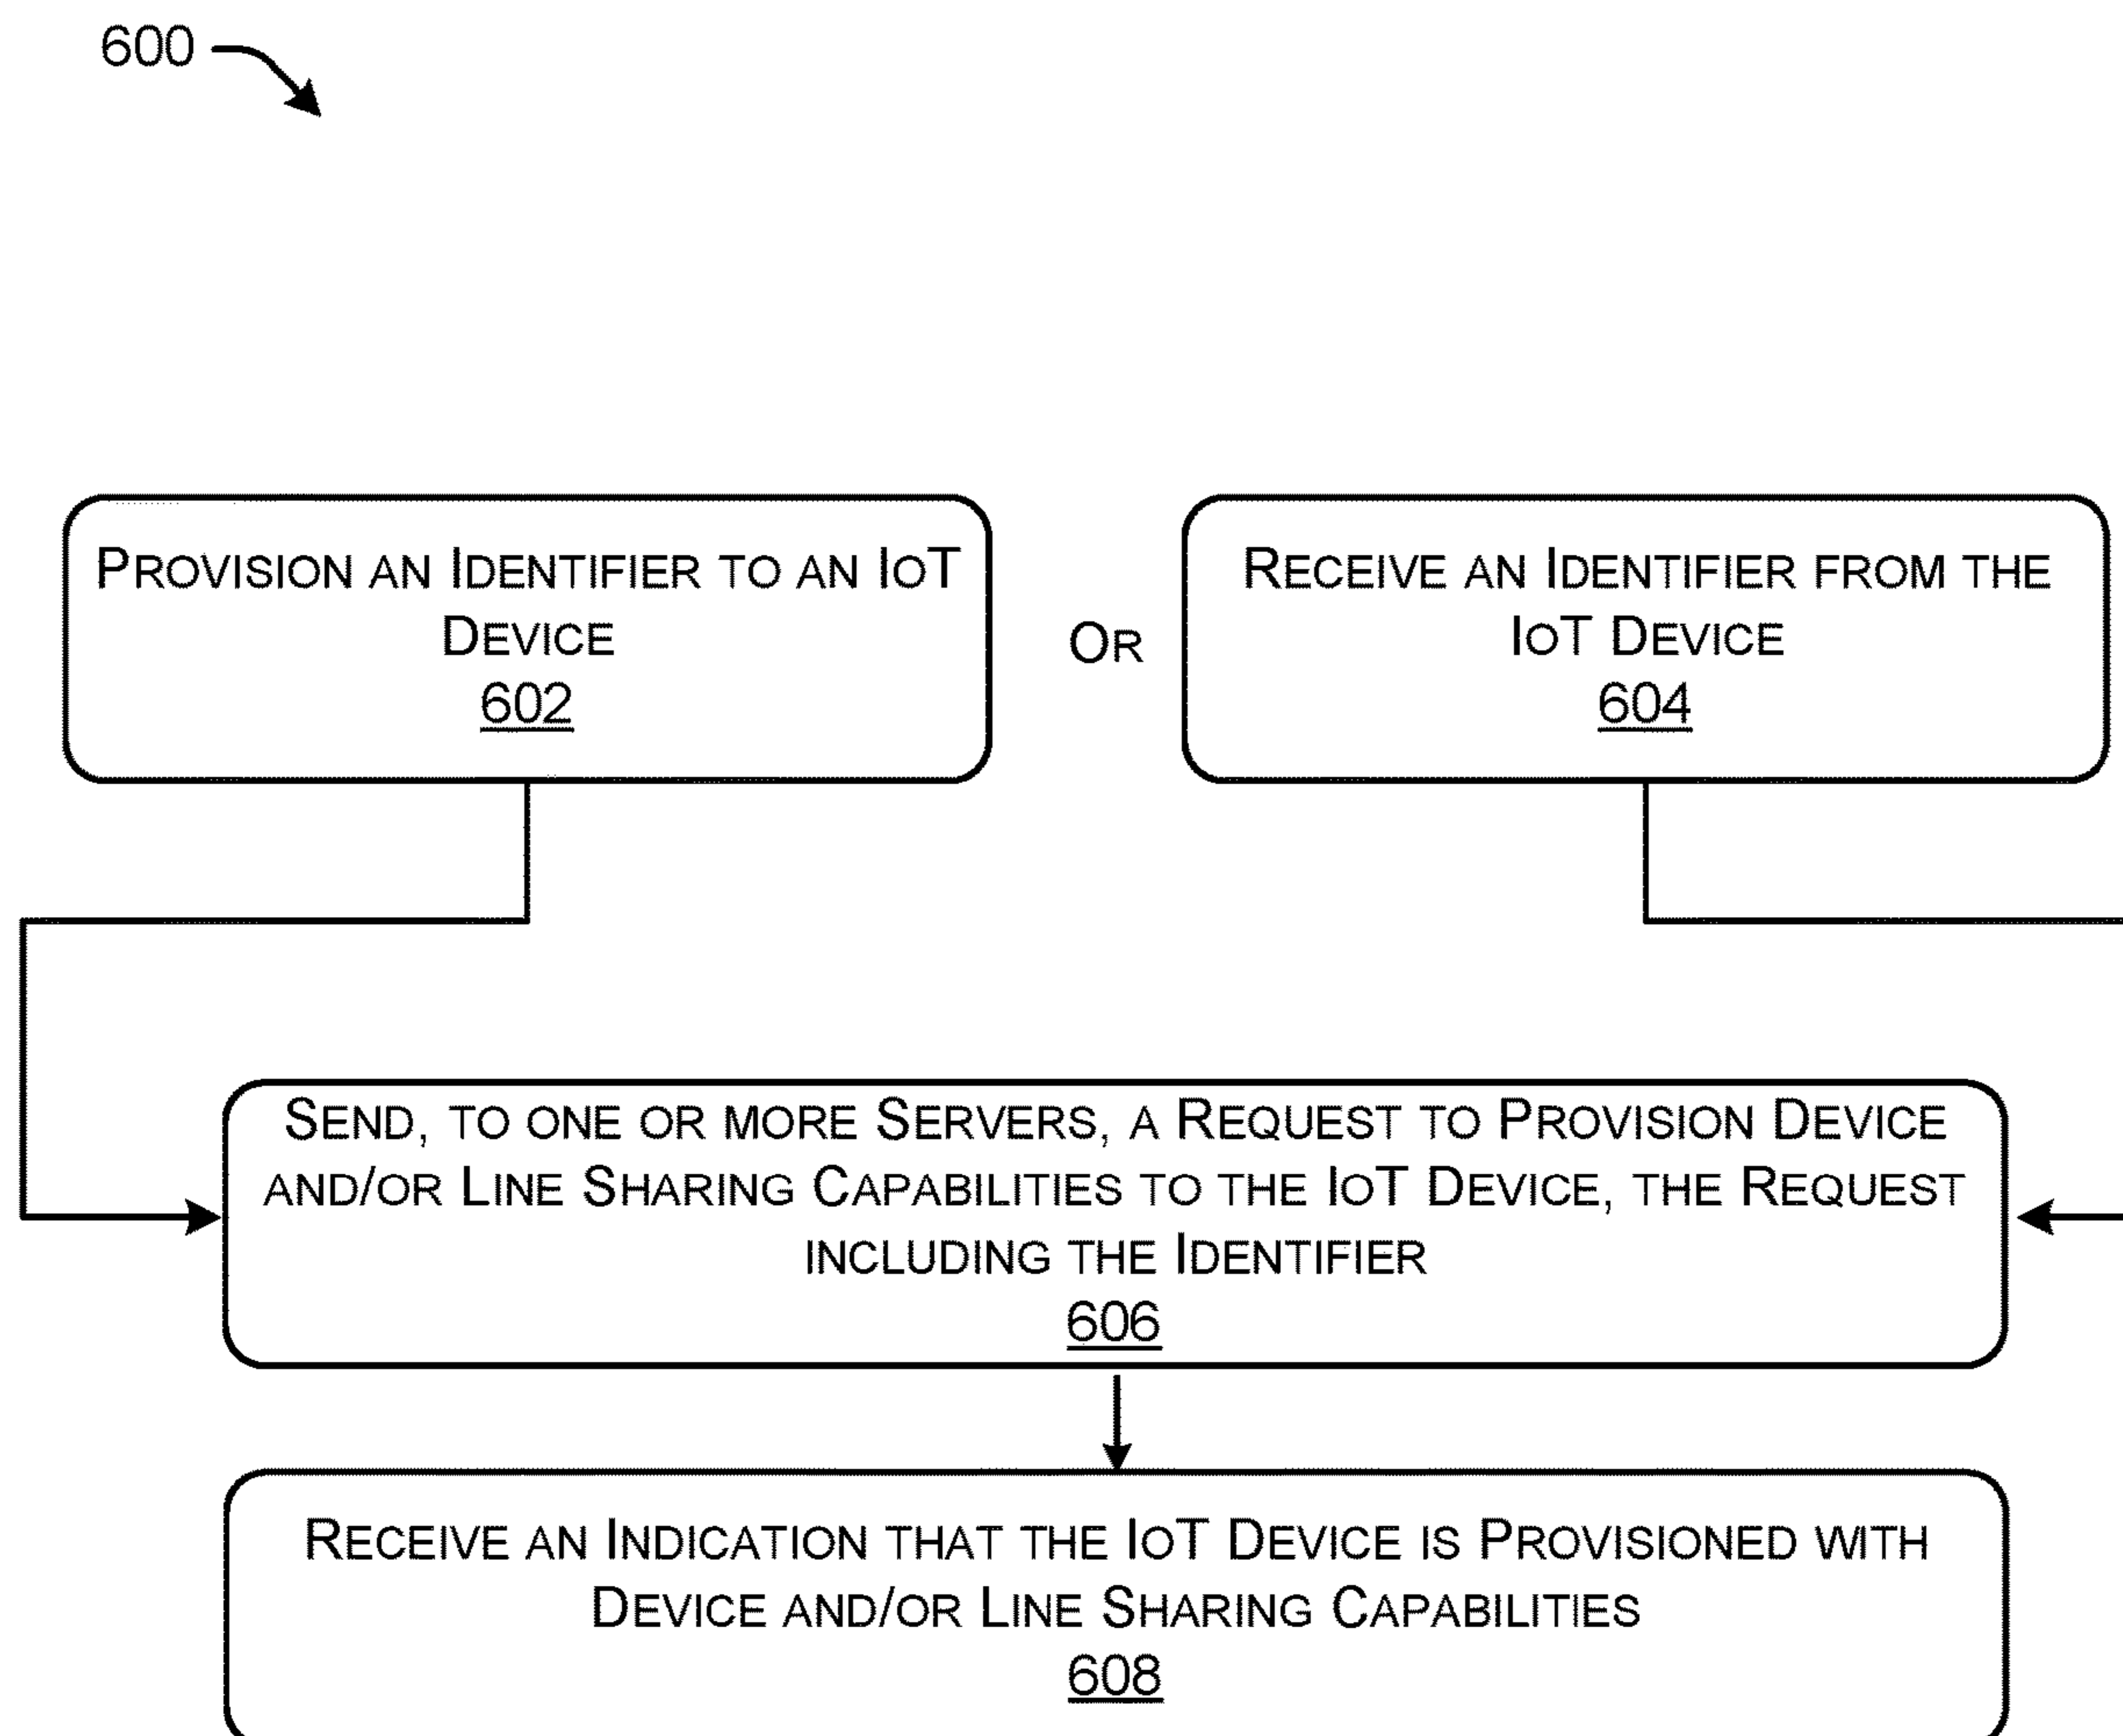 600
PROVISION AN IDENTIFIER TO AN IOT
DEVICE
602
OR
RECEIVE AN IDENTIFIER FROM THE
IOT DEVICE
604
SEND, TO ONE OR MORE SERVERS, A REQUEST TO PROVISION DEVICE
AND/OR LINE SHARING CAPABILITIES TO THE IOT DEVICE, THE REQUEST
INCLUDING THE IDENTIFIER
606
RECEIVE AN INDICATION THAT THE IOT DEVICE IS PROVISIONED WITH
DEVICE AND/OR LINE SHARING CAPABILITIES
608